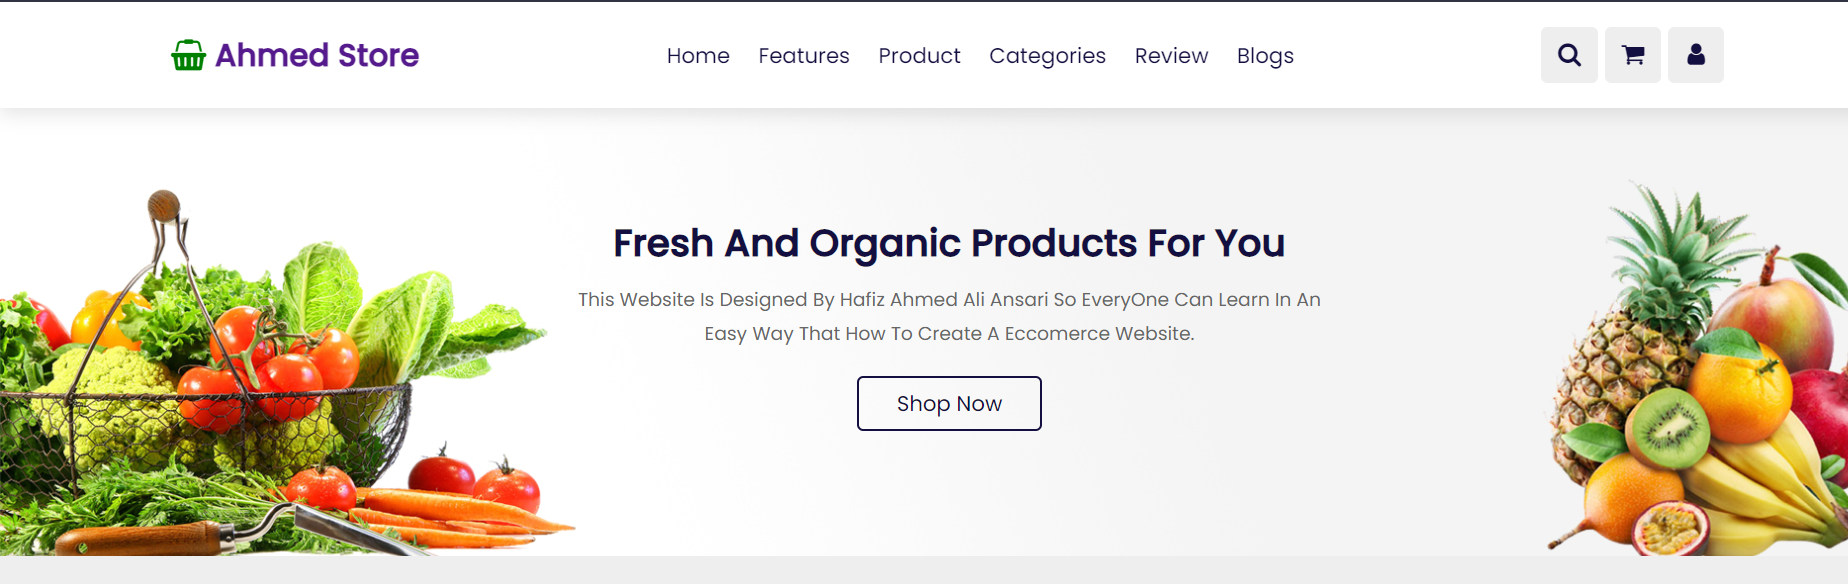 Ahmed Store
Home Features Product Categories Review Blogs
Fresh And Organic Products For You
This Website Is Designed By Hafiz Ahmed Ali Ansari So EveryOne Can Learn In An
Easy Way That How To Create A Eccomerce Website.
Shop Now